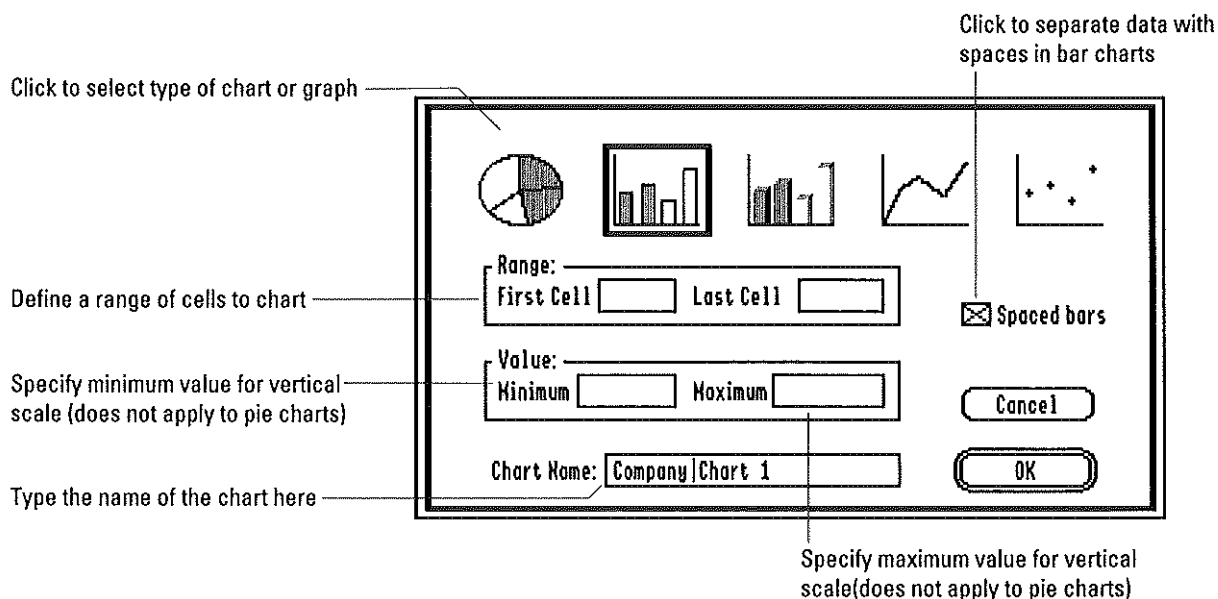 Click to separate data with
spaces in bar charts
Click to select type of chart or graph
Range:
First Cell
Last Cell
Define a range of cells to chart
Spaced bars
Value:
Minimum
Maximum
Specify minimum value for vertical
scale (does not apply to pie charts)
Cancel
Chart Name: Company|Chart 1
OK
Type the name of the chart here
Specify maximum value for vertical
scale(does not apply to pie charts)